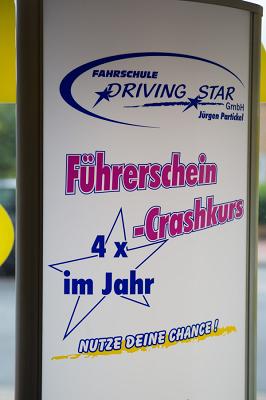 FAHRSCHULE
DRIVING STAR
GmbH
Jürgen Partickel
Führerschein
-Crashkurs
4 x
im Jahr
NUTZE DEINE CHANCE!